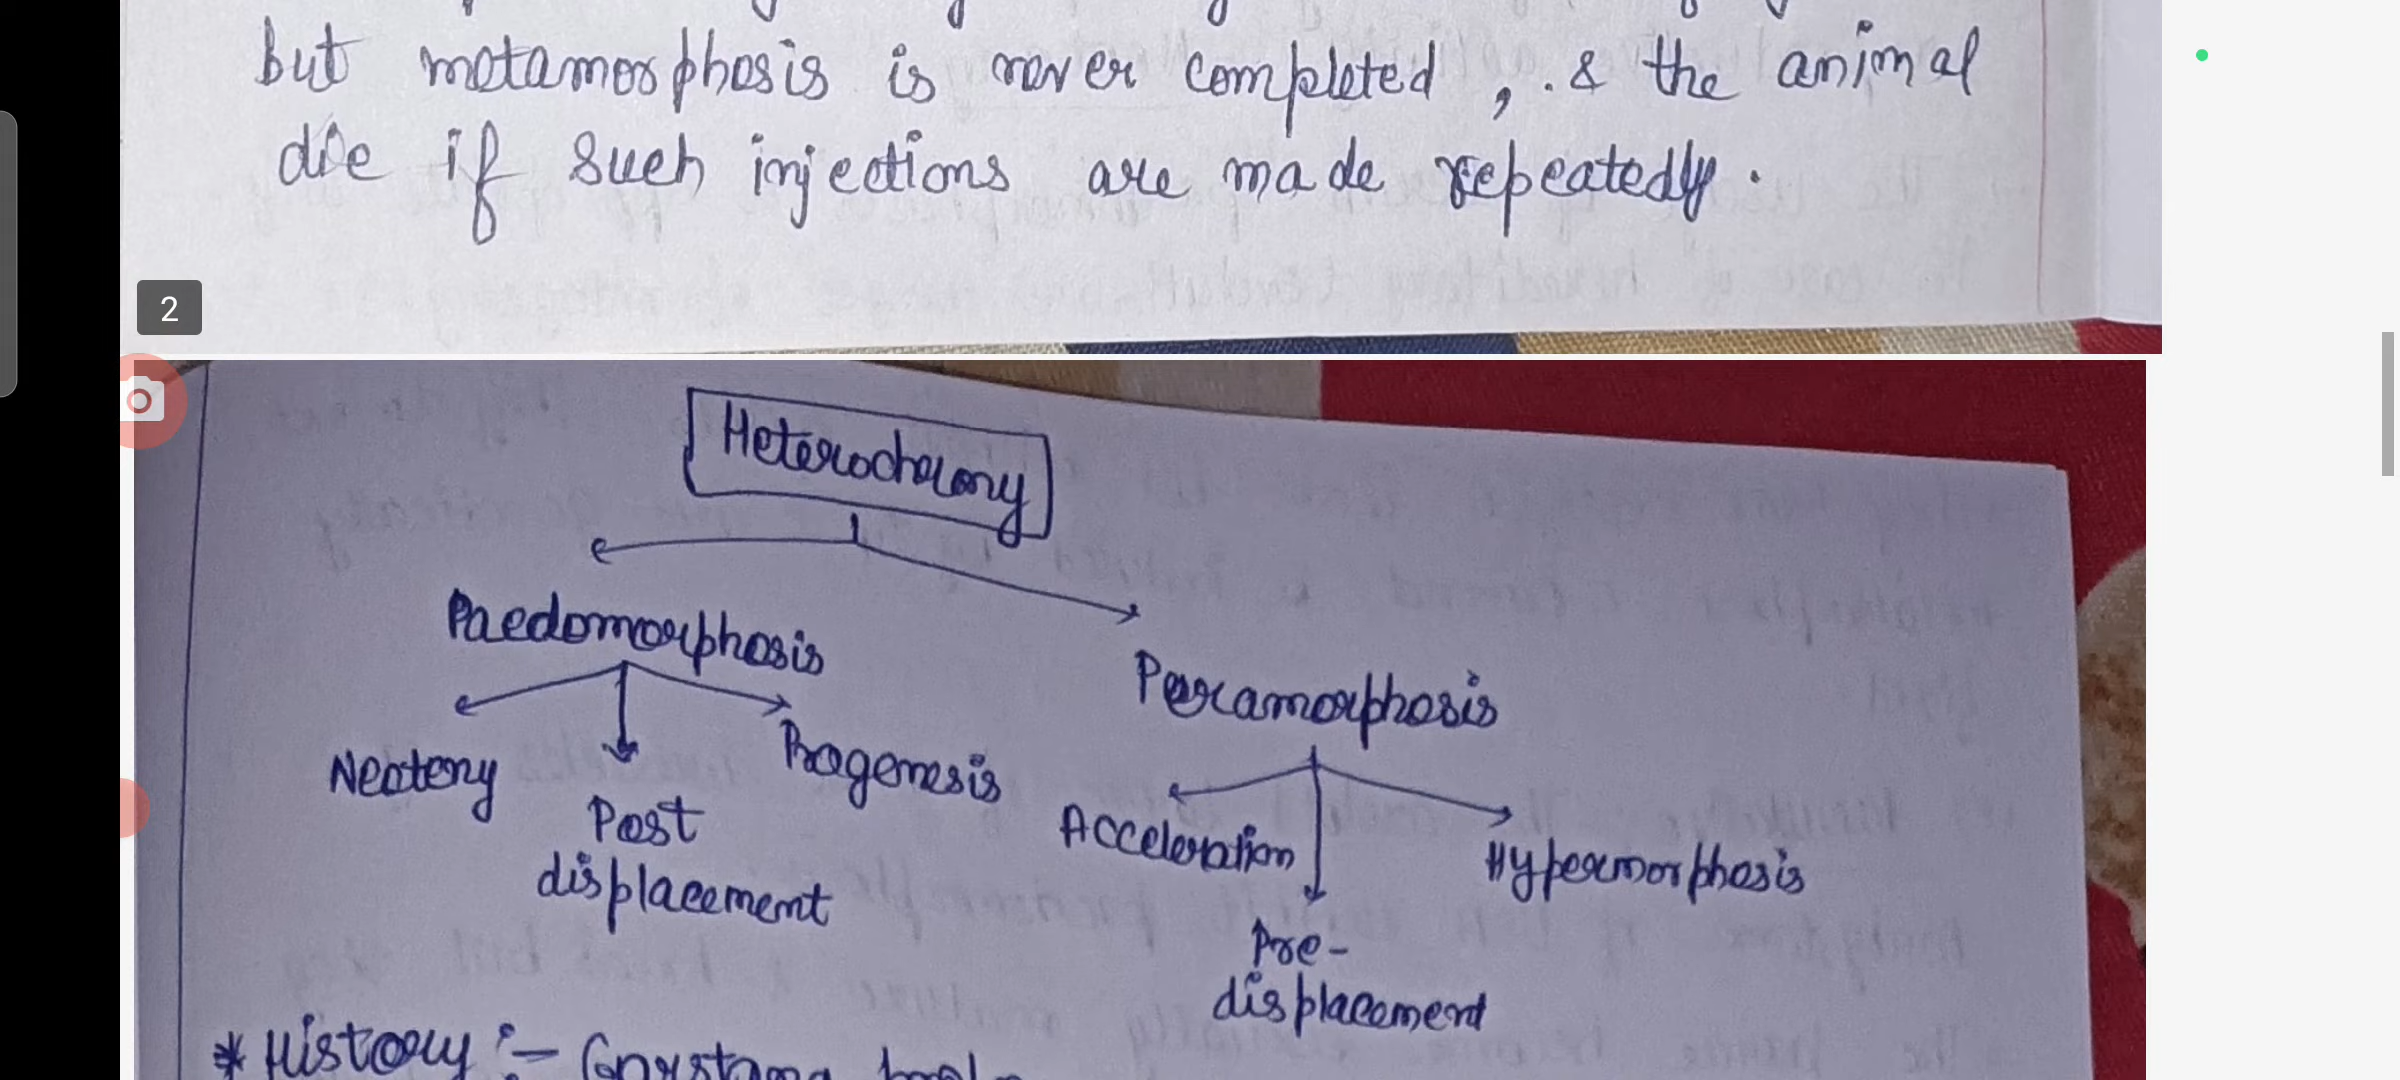 but metamorphosis is never completed, . & the animal
die if such injections are made repeatedly.
2
Heterochrony
Paedomorphosis
Peramorphosis
Neoteny
Post
displacement
Progenesis
Acceleration
Pre-
displacement
Hypermorphosis
* History :- Garstang